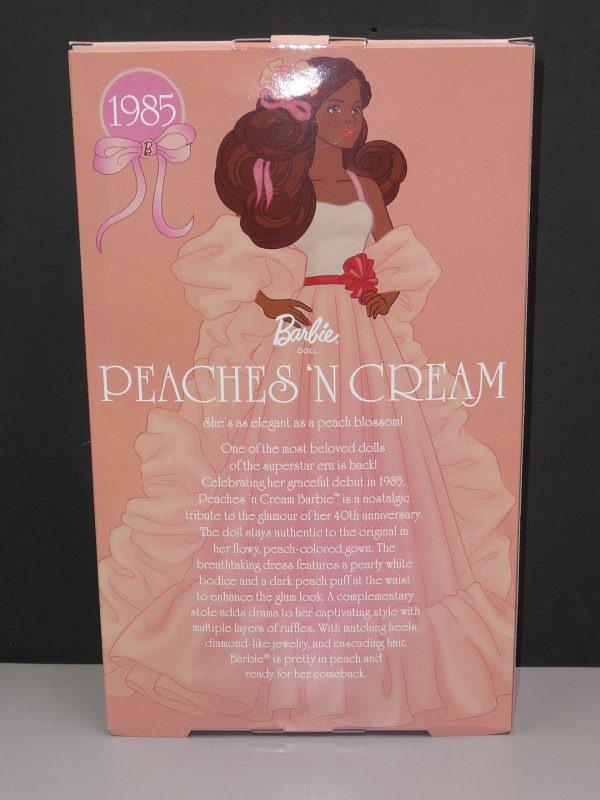 1985
B
Barbie®
DOLL
PEACHES 'N CREAM
She's as elegant as a peach blossom!
One of the most beloved dolls
of the superstar era is back!
Celebrating her graceful debut in 1985,
Peaches 'n Cream Barbie™ is a nostalgic
tribute to the glamour of her 40th anniversary.
The doll stays authentic to the original in
her flowy, peach-colored gown. The
breathtaking dress features a pearly white
bodice and a dark peach puff at the waist
to enhance the glam look. A complementary
stole adds drama to her captivating style with
multiple layers of ruffles. With matching heels,
diamond-like jewelry, and cascading hair,
Barbie® is pretty in peach and
ready for her comeback.